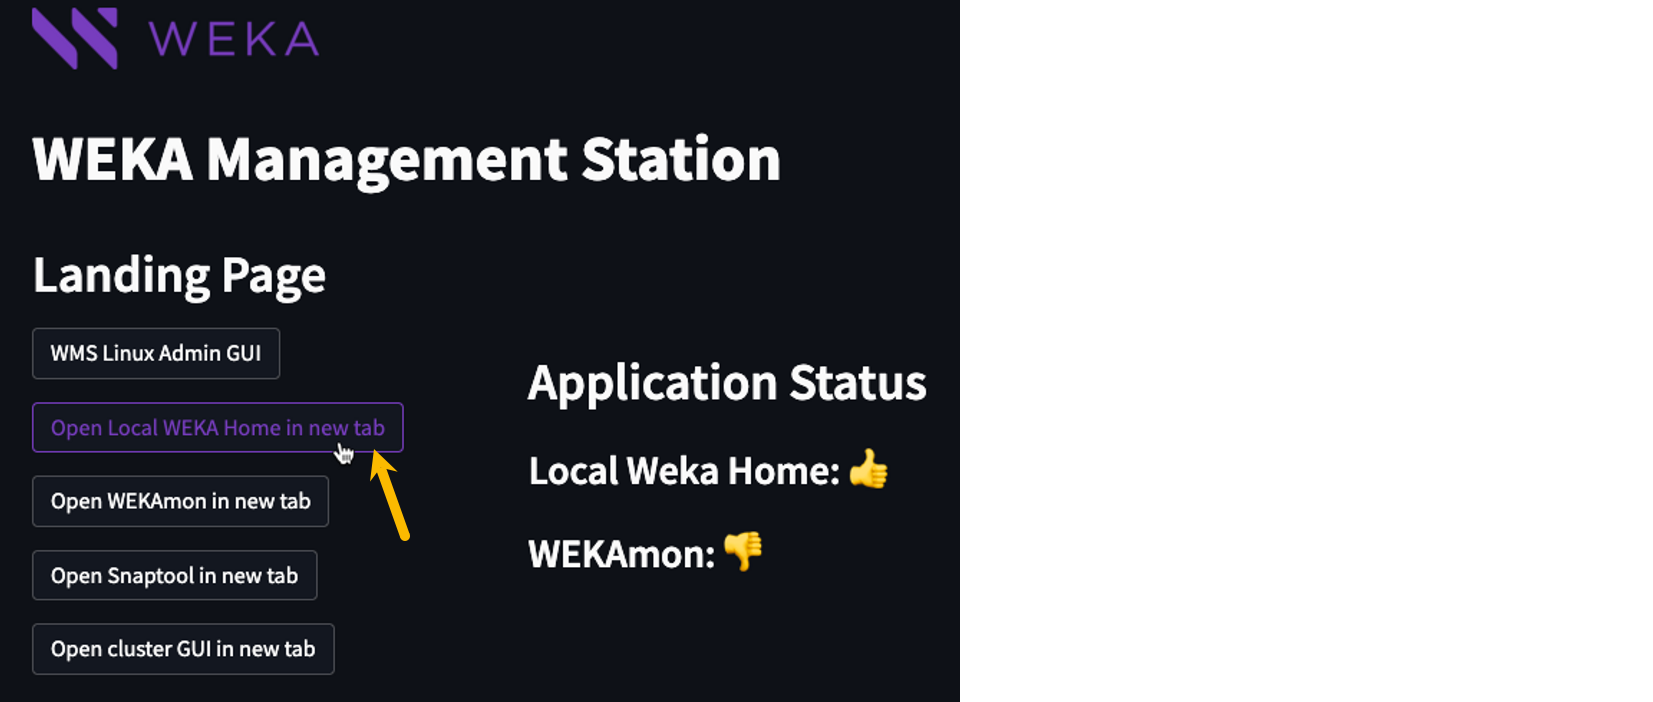 WEKA
WEKA Management Station
Landing Page
WMS Linux Admin GUI
Open Local WEKA Home in new tab
Open WEKAmon in new tab
Open Snaptool in new tab
Open cluster GUI in new tab
Application Status
Local Weka Home: 👍
WEKAmon: 👎